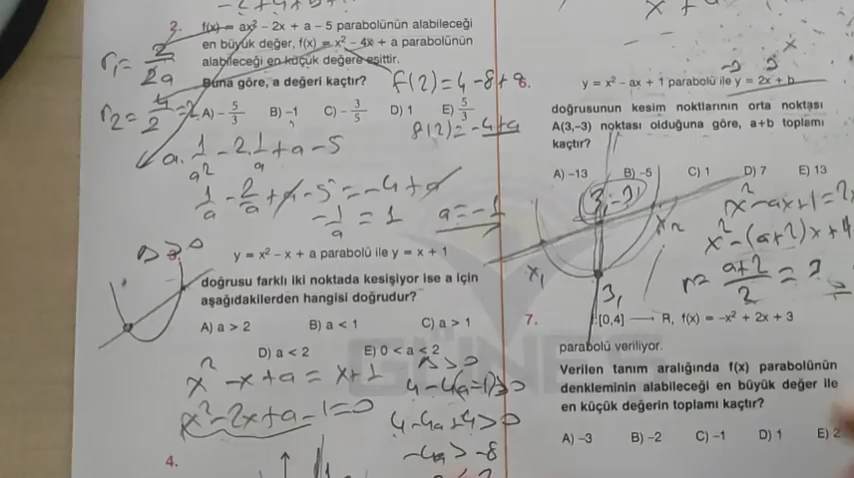 2. f(x) = ax² – 2x + a – 5 parabolünün alabileceği
en büyük değer, f(x) = x² – 4x + a parabolünün
alabileceği en küçük değere eşittir.
Buna göre, a değeri kaçtır?
A) –5/3 B) –1 C) –3/5 D) 1 E) 5/3
r₁ = 2/2a
r₂ = 4/2 = 2
f(2) = 4 – 8 + a
f(2) = –4 + a
a. 1/a² – 2. 1/a + a – 5
1/a – 2/a + a – 5 = –4 + a
–1/a = 1 a = –1
y = x² – x + a parabolü ile y = x + 1
doğrusu farklı iki noktada kesişiyor ise a için
aşağıdakilerden hangisi doğrudur?
A) a > 2 B) a < 1 C) a > 1
D) a < 2 E) 0 < a < 2
x² – x + a = x + 1
x² – 2x + a – 1 = 0
Δ > 0
4 – 4(a – 1) > 0
4 – 4a + 4 > 0
–4a > –8
4.
y = x² – ax + 1 parabolü ile y = 2x + b
doğrusunun kesim noktlarının orta noktası
A(3,–3) noktası olduğuna göre, a+b toplamı
kaçtır?
A) –13 B) –5 C) 1 D) 7 E) 13
(3, –3)
x₁
x₂
x² – ax + 1 = 2x
x² – (a + 2)x +
r = a+2/2 = 3
7. :[0,4] ⟶ R, f(x) = –x² + 2x + 3
parabolü veriliyor.
Verilen tanım aralığında f(x) parabolünün
denkleminin alabileceği en büyük değer ile
en küçük değerin toplamı kaçtır?
A) –3 B) –2 C) –1 D) 1 E) 2